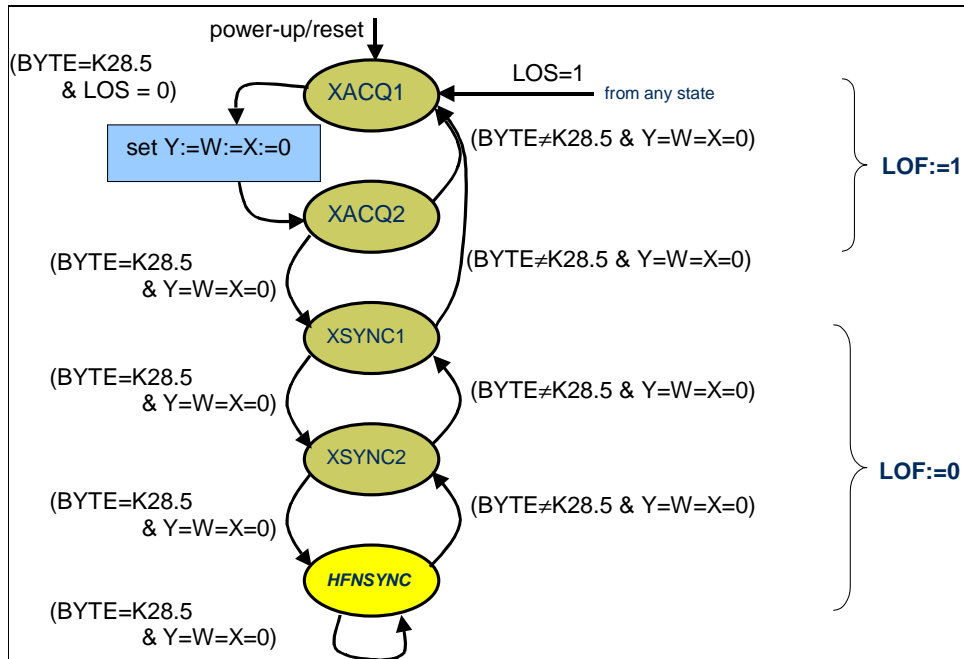 power-up/reset
(BYTE=K28.5
& LOS = 0)
XACQ1
LOS=1
from any state
set Y:=W:=X:=0
(BYTE≠K28.5 & Y=W=X=0)
LOF:=1
XACQ2
(BYTE=K28.5
& Y=W=X=0)
(BYTE≠K28.5 & Y=W=X=0)
XSYNC1
(BYTE=K28.5
& Y=W=X=0)
(BYTE≠K28.5 & Y=W=X=0)
XSYNC2
LOF:=0
(BYTE=K28.5
& Y=W=X=0)
(BYTE≠K28.5 & Y=W=X=0)
HFNSYNC
(BYTE=K28.5
& Y=W=X=0)